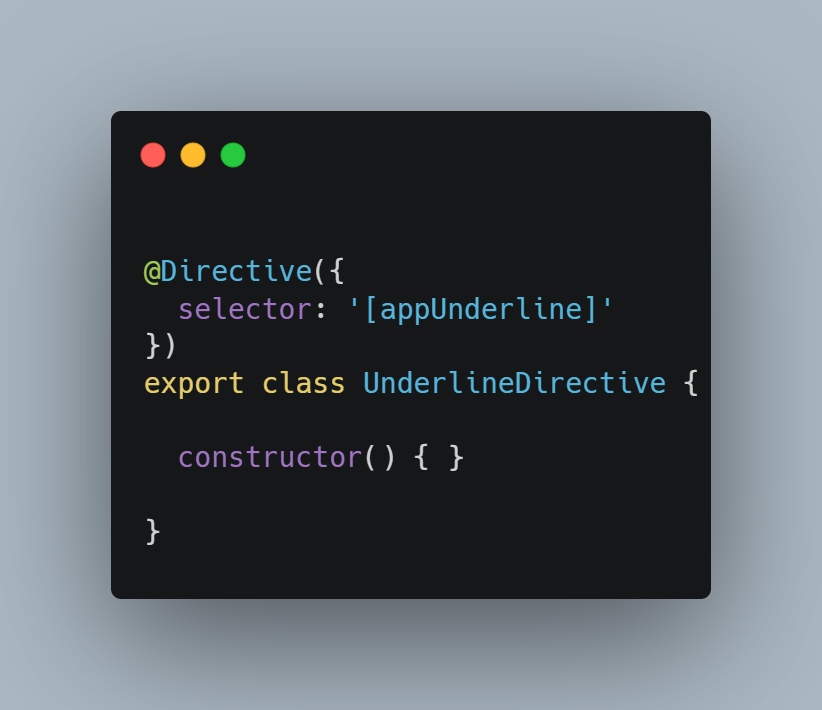 @Directive({
  selector: '[appUnderline]'
})
export class UnderlineDirective {
  constructor() { }
}